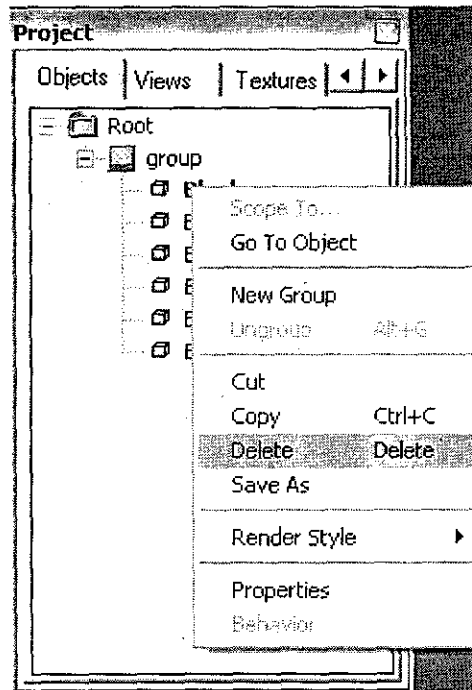 Project
Objects Views Textures
Root
group
Scope To...
Go To Object
New Group
Ungroup Alt+G
Cut
Copy Ctrl+C
Delete Delete
Save As
Render Style
Properties
Behavior